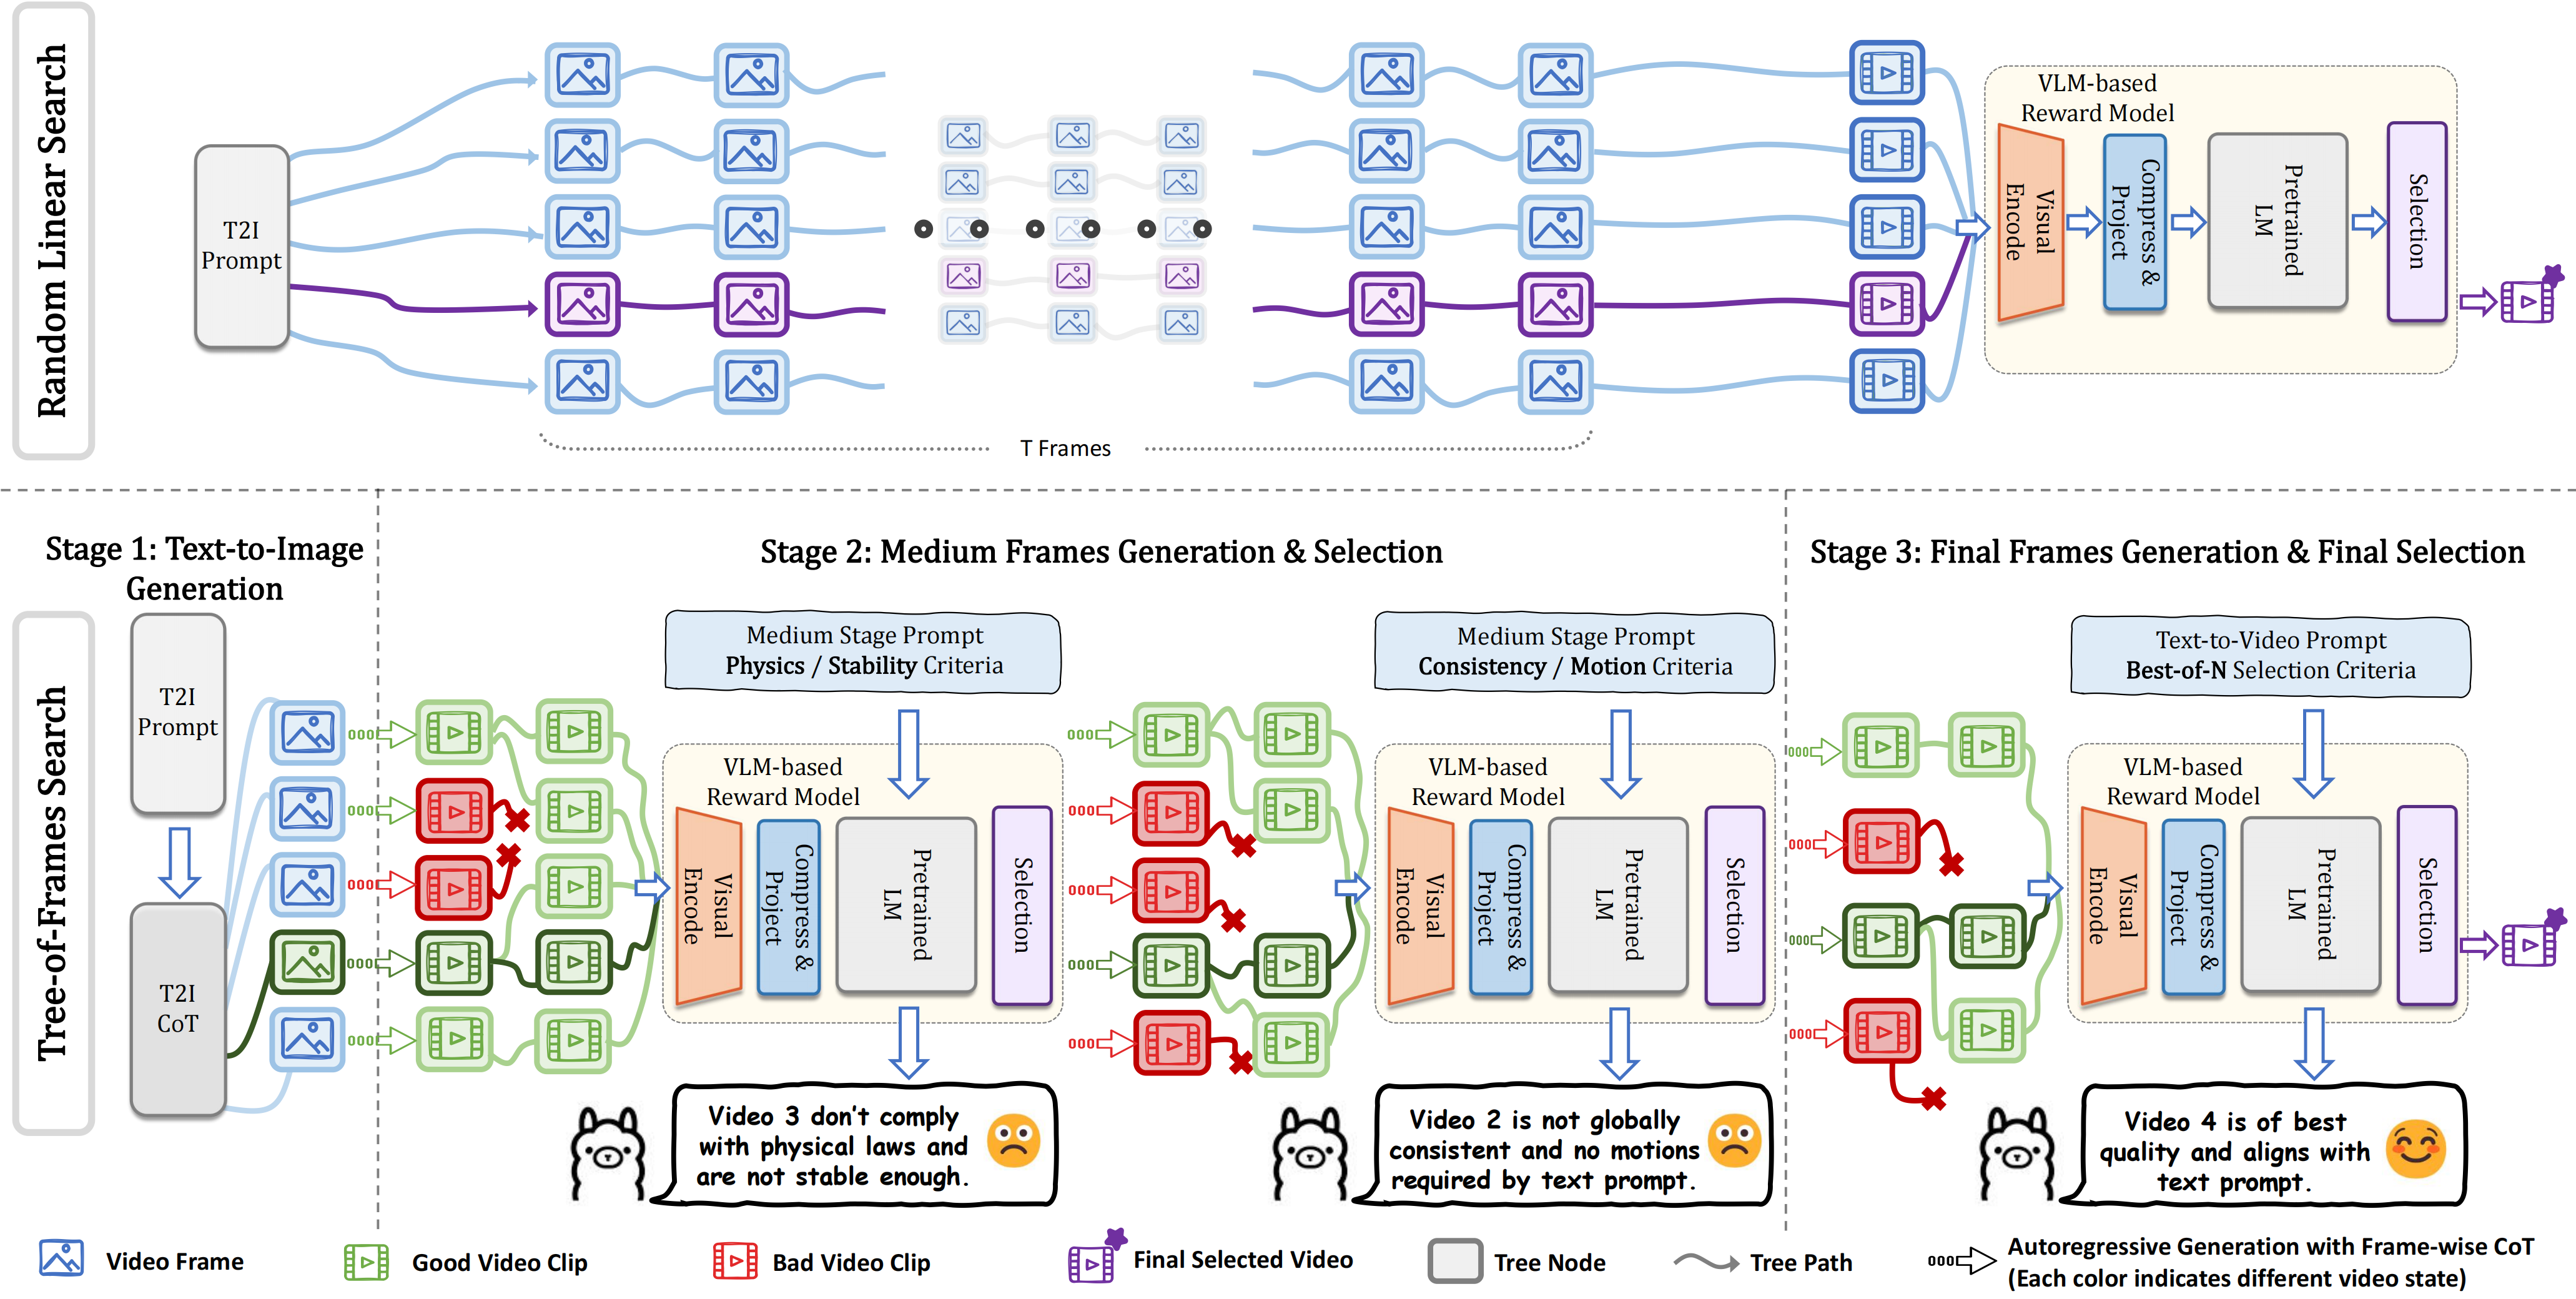 Random Linear Search
T2I
Prompt
T Frames
VLM-based
Reward Model
Visual
Encode
Compress &
Project
Pretrained
LM
Selection
Tree-of-Frames Search
Stage 1: Text-to-Image
Generation
T2I
Prompt
T2I
CoT
Stage 2: Medium Frames Generation & Selection
Medium Stage Prompt
Physics / Stability Criteria
VLM-based
Reward Model
Visual
Encode
Compress &
Project
Pretrained
LM
Selection
Video 3 don't comply
with physical laws and
are not stable enough.
Medium Stage Prompt
Consistency / Motion Criteria
VLM-based
Reward Model
Visual
Encode
Compress &
Project
Pretrained
LM
Selection
Video 2 is not globally
consistent and no motions
required by text prompt.
Stage 3: Final Frames Generation & Final Selection
Text-to-Video Prompt
Best-of-N Selection Criteria
VLM-based
Reward Model
Visual
Encode
Compress &
Project
Pretrained
LM
Selection
Video 4 is of best
quality and aligns with
text prompt.
Video Frame
Good Video Clip
Bad Video Clip
Final Selected Video
Tree Node
Tree Path
Autoregressive Generation with Frame-wise CoT
(Each color indicates different video state)